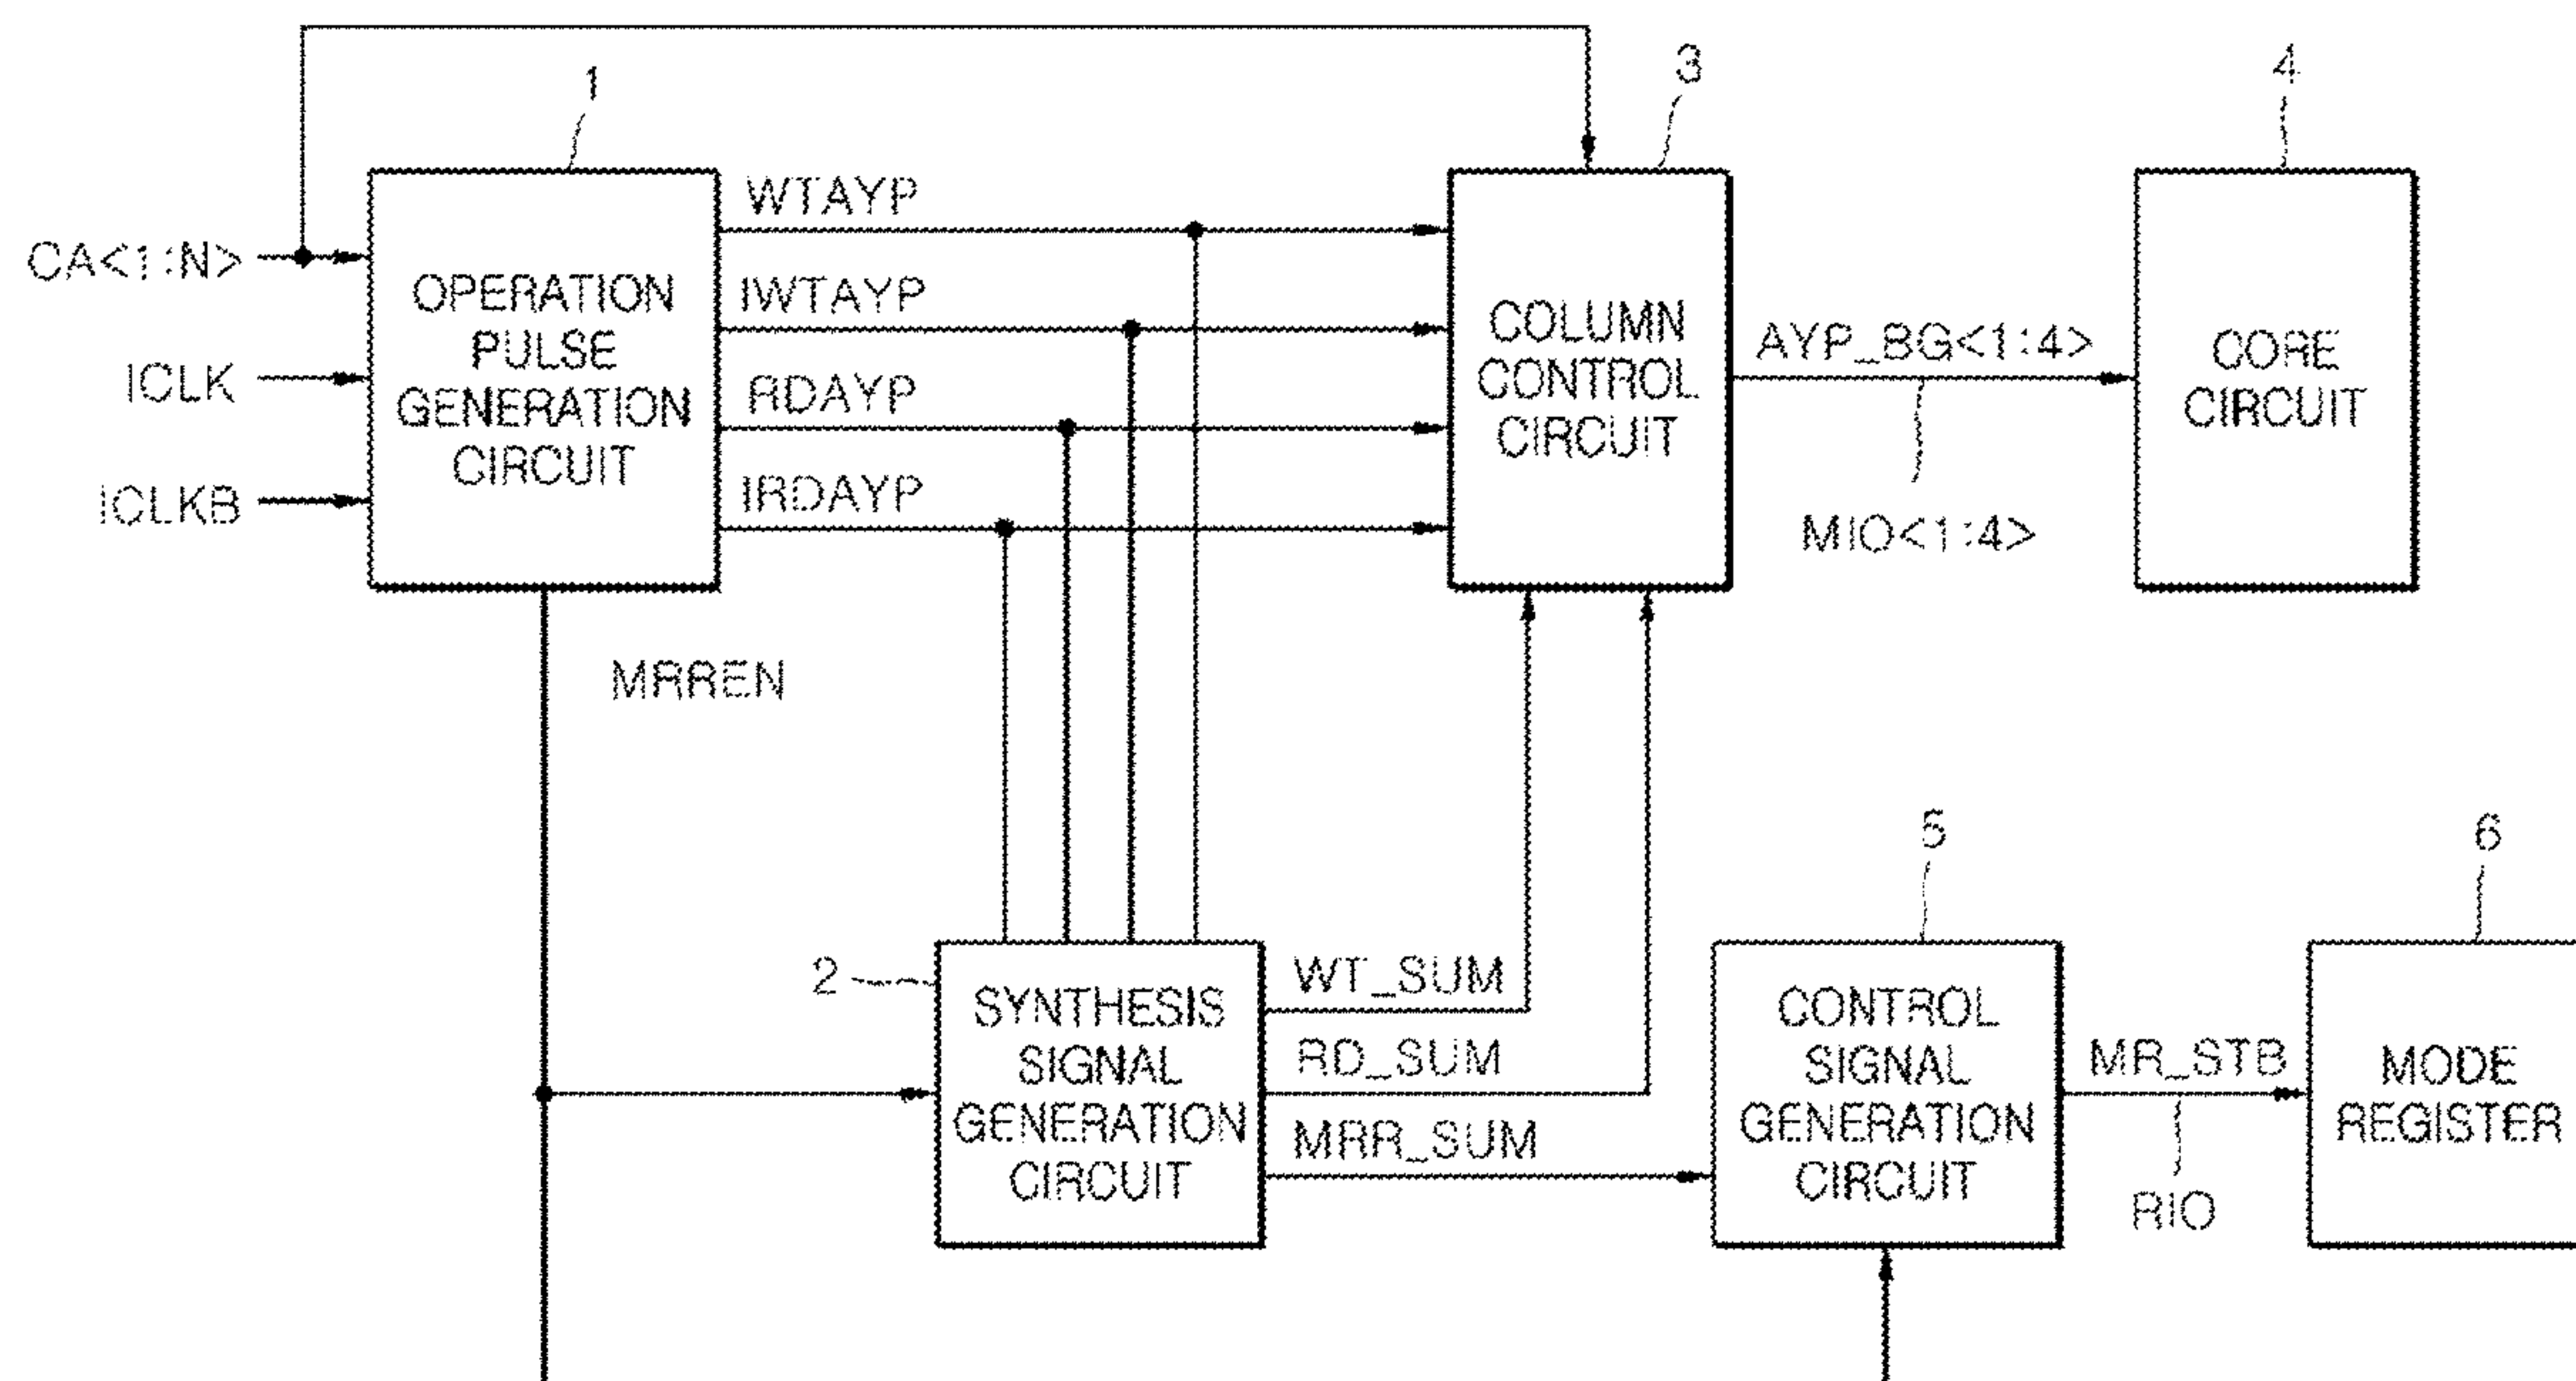 1
3
4
WTAYP
CA<1:N>
OPERATION
PULSE
GENERATION
CIRCUIT
IWTAYP
COLUMN
CONTROL
CIRCUIT
AYP_BG<1:4>
CORE
CIRCUIT
ICLK
RDAYP
ICLKB
IRDAYP
MIO<1:4>
MRREN
5
6
2
SYNTHESIS
SIGNAL
GENERATION
CIRCUIT
WT_SUM
RD_SUM
MRR_SUM
CONTROL
SIGNAL
GENERATION
CIRCUIT
MR_STB
RIO
MODE
REGISTER